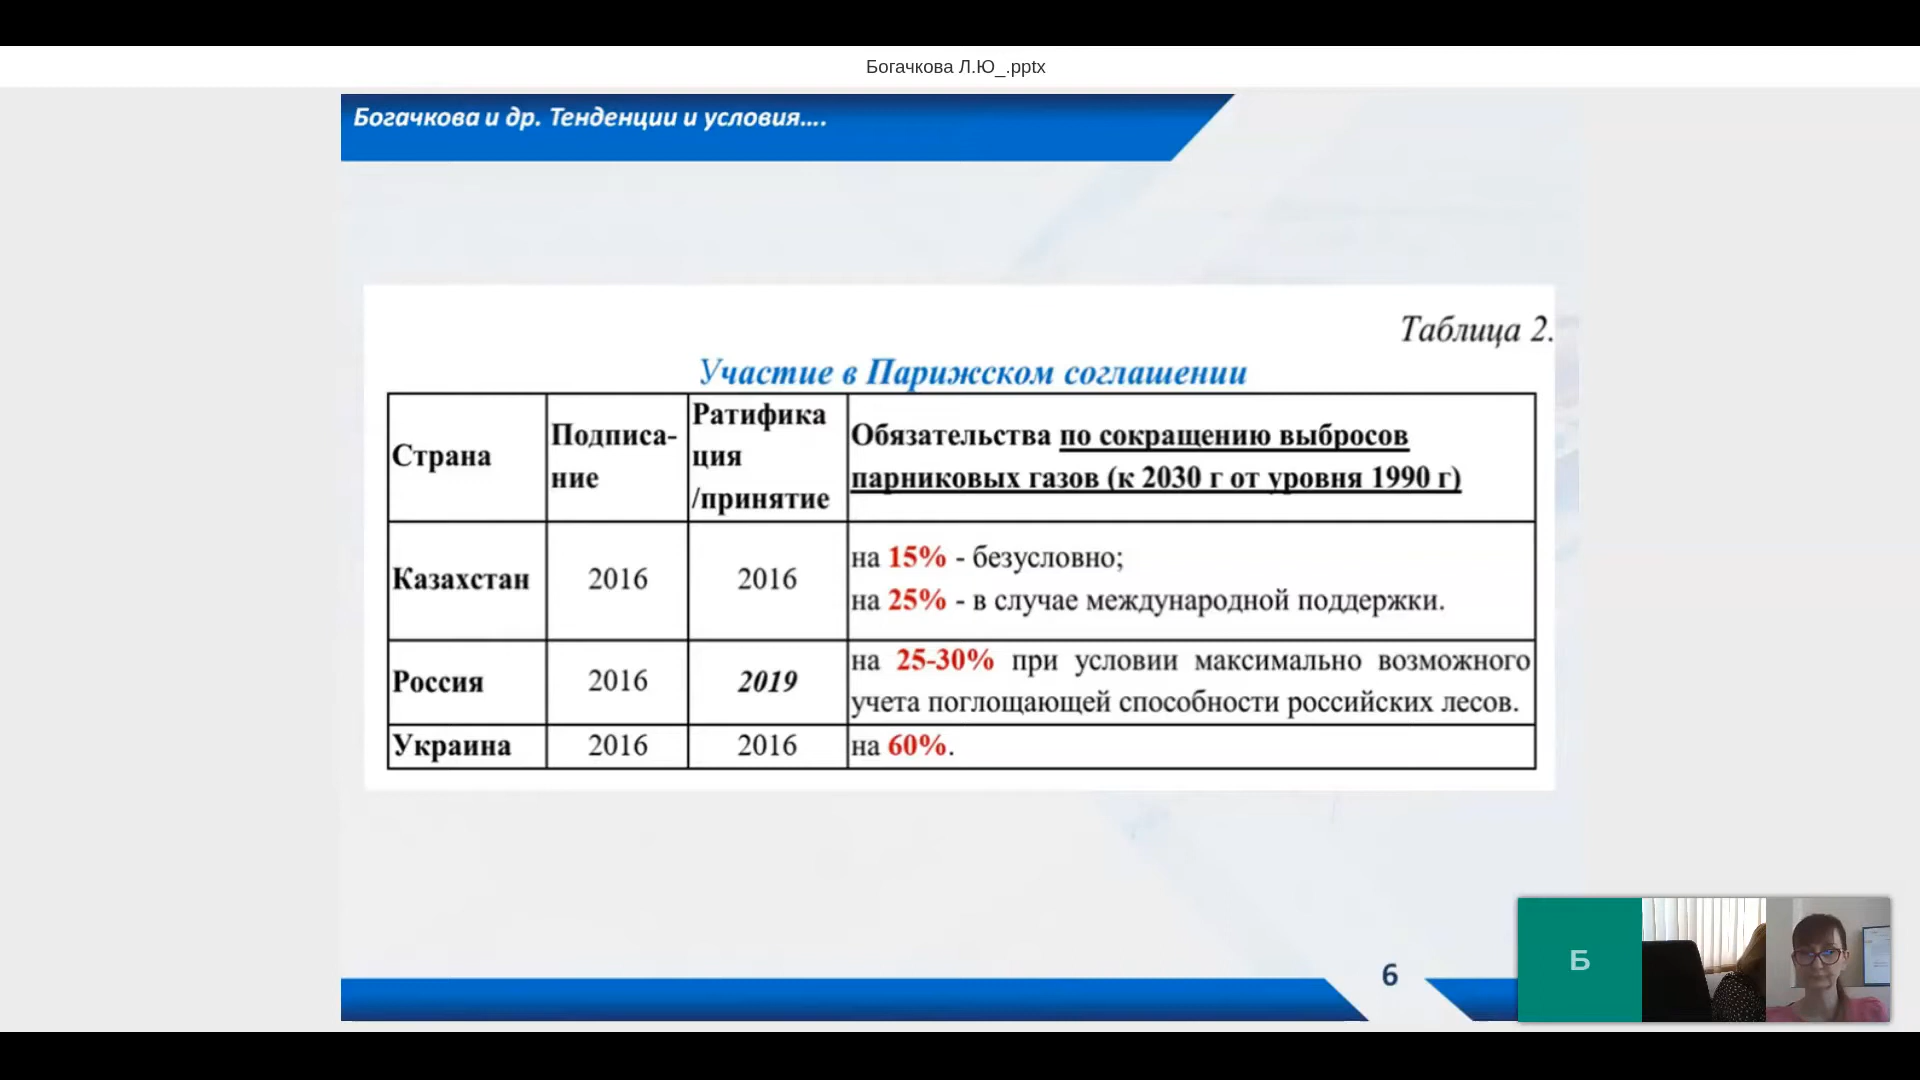 Богачкова Л.Ю_.pptx
Богачкова и др. Тенденции и условия....
Таблица 2.
Участие в Парижском соглашении
Страна
Подписа-
ние
Ратифика
ция
/принятие
Обязательства по сокращению выбросов
парниковых газов (к 2030 г от уровня 1990 г)
Казахстан
2016
2016
на 15% - безусловно;
на 25% - в случае международной поддержки.
Россия
2016
2019
на 25-30% при условии максимально возможного
учета поглощающей способности российских лесов.
Украина
2016
2016
на 60%.
6
Б